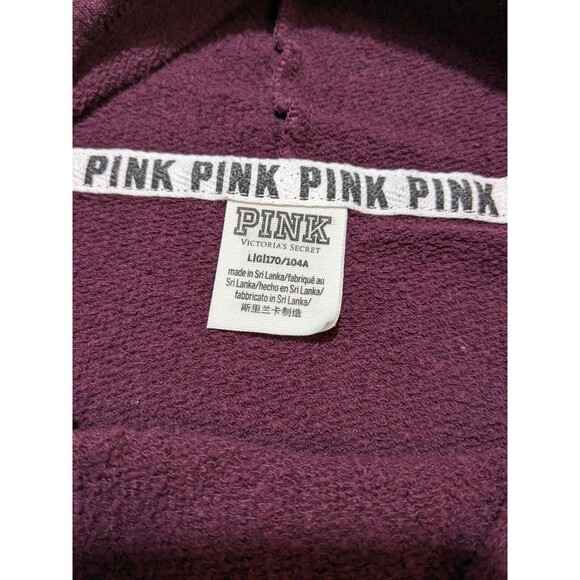 PINK PINK PINK PINK
PINK
VICTORIA'S SECRET
L|G|170/104A
made in Sri Lanka/fabriqué au
Sri Lanka/hecho en Sri Lanka/
fabbricato in Sri Lanka/
斯里兰卡制造